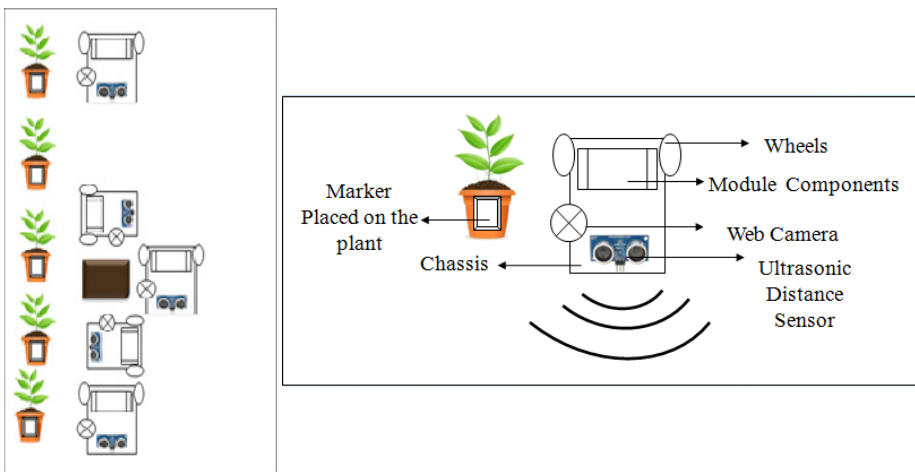 Wheels
Module Components
Marker
Placed on the
plant
Web Camera
Chassis
Ultrasonic
Distance
Sensor